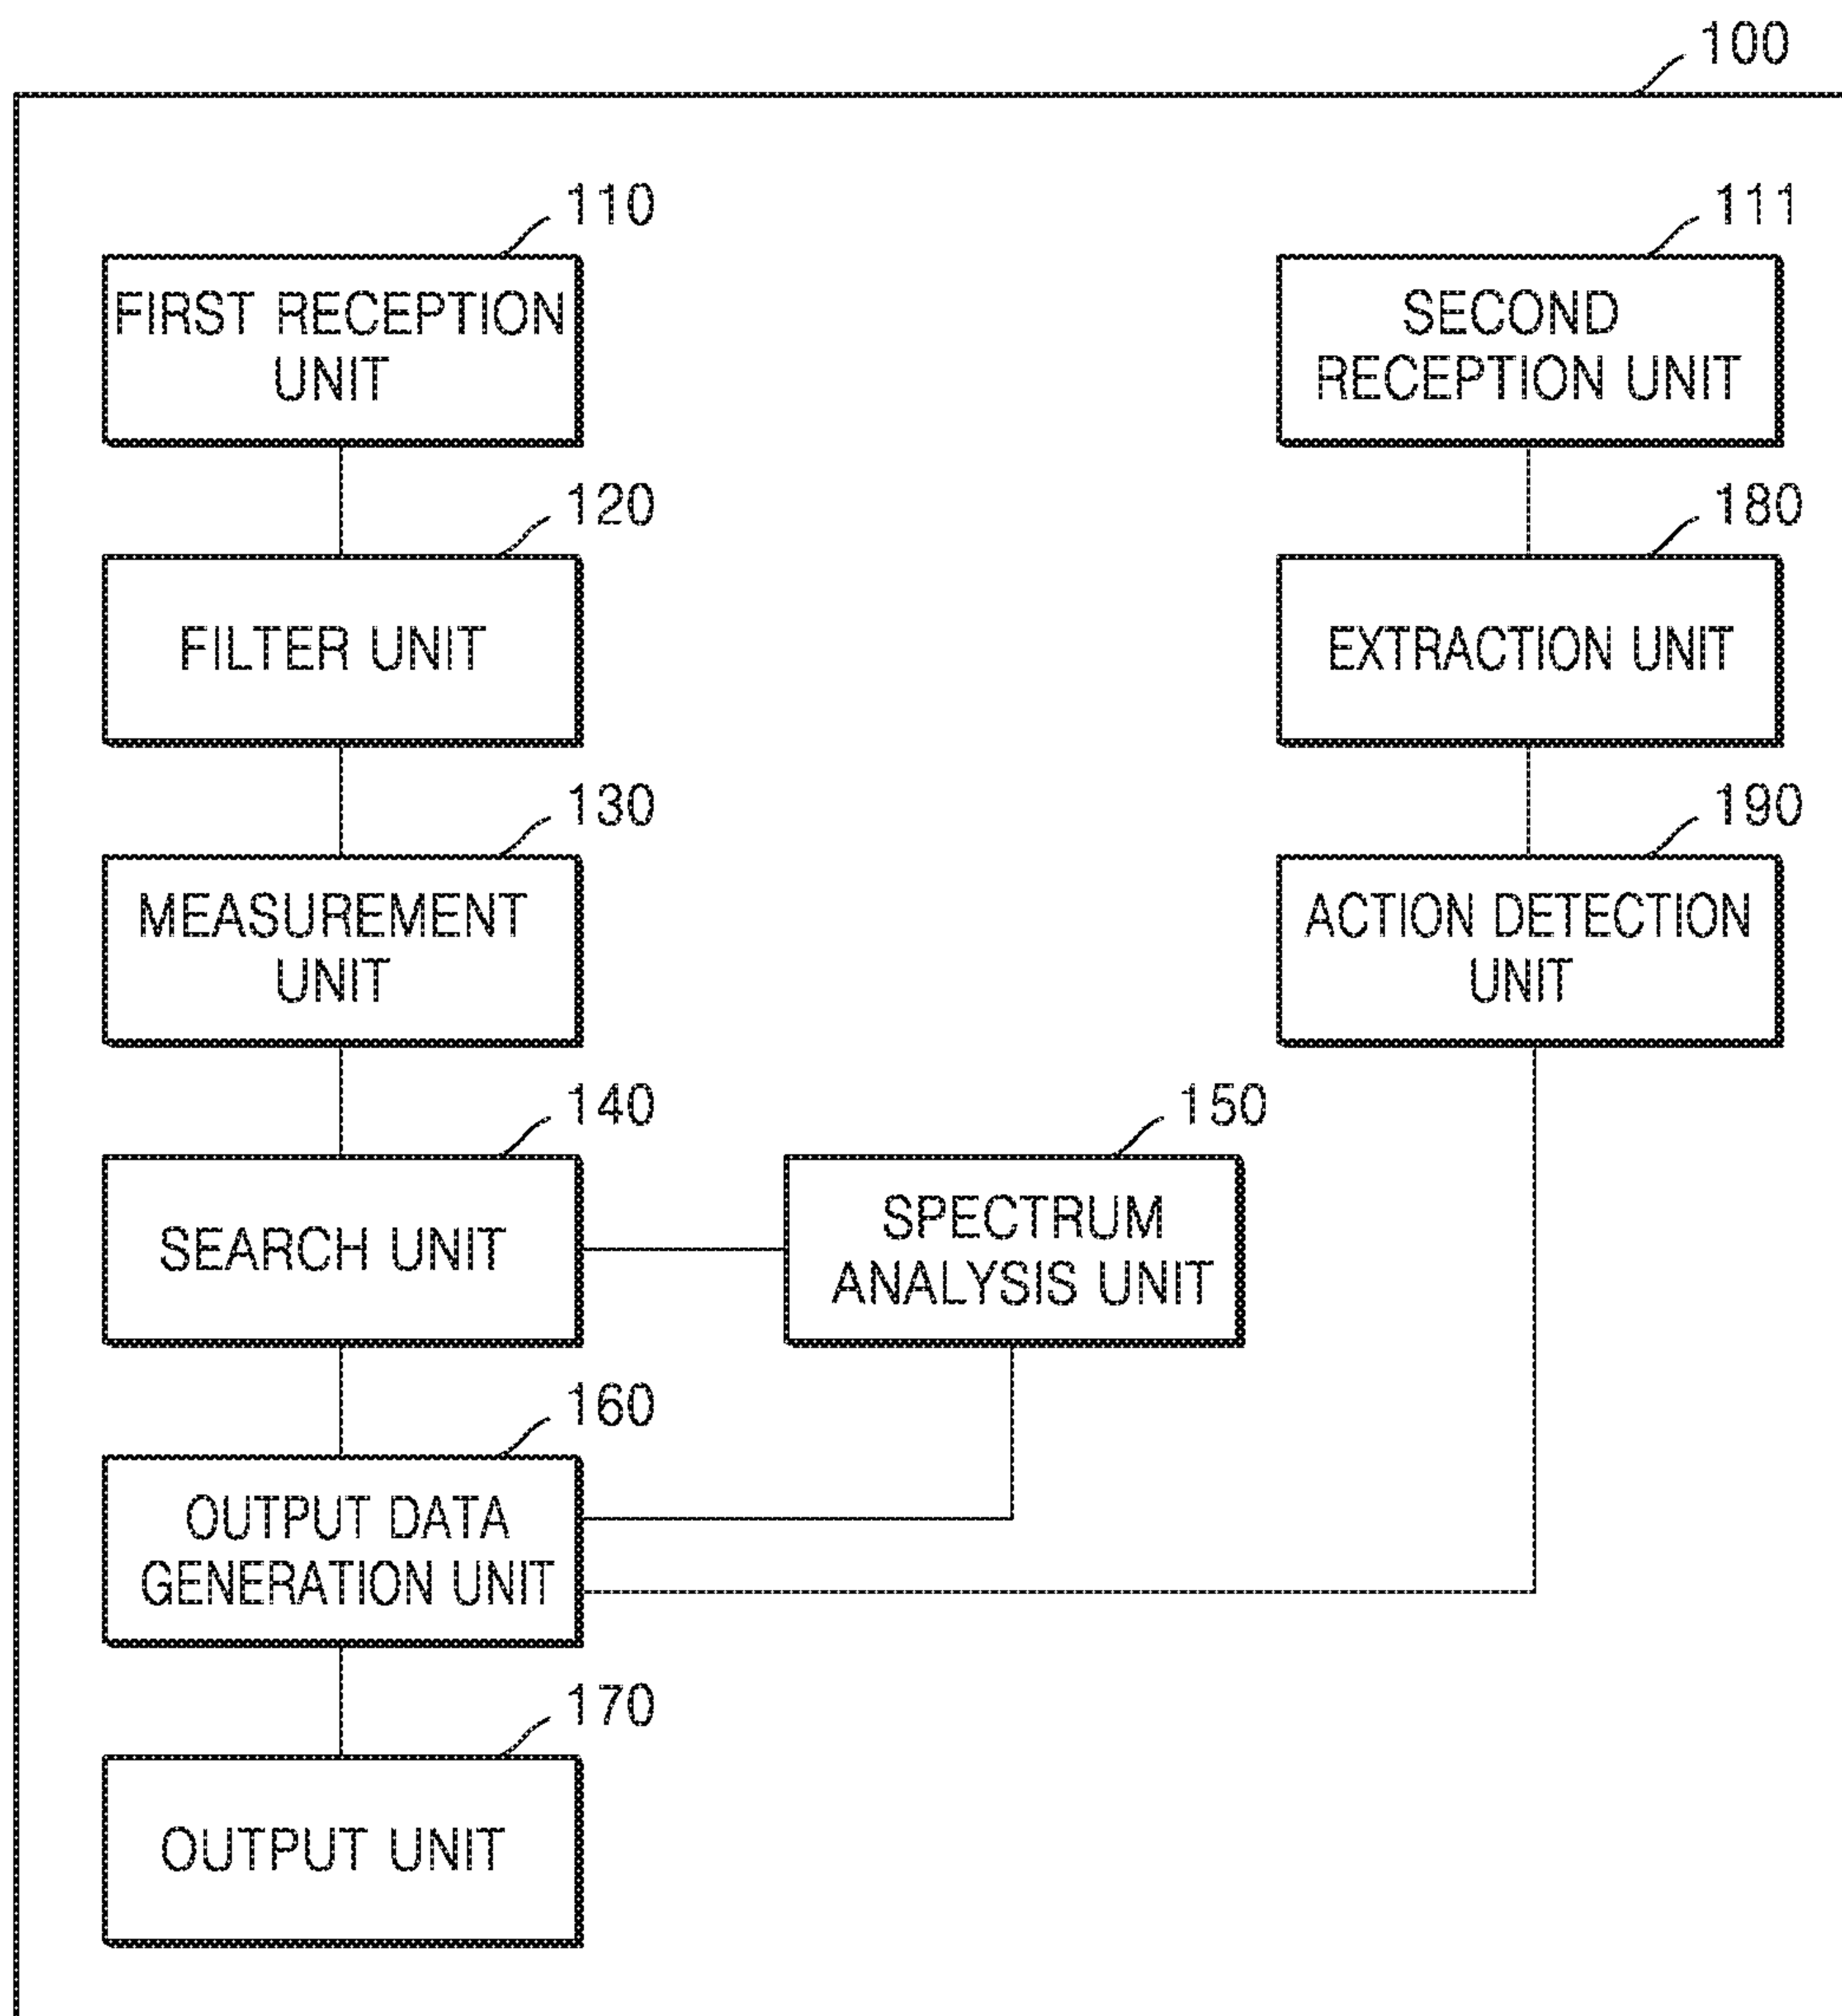 100
110
FIRST RECEPTION
UNIT
111
SECOND
RECEPTION UNIT
120
FILTER UNIT
180
EXTRACTION UNIT
130
MEASUREMENT
UNIT
190
ACTION DETECTION
UNIT
140
SEARCH UNIT
150
SPECTRUM
ANALYSIS UNIT
160
OUTPUT DATA
GENERATION UNIT
170
OUTPUT UNIT